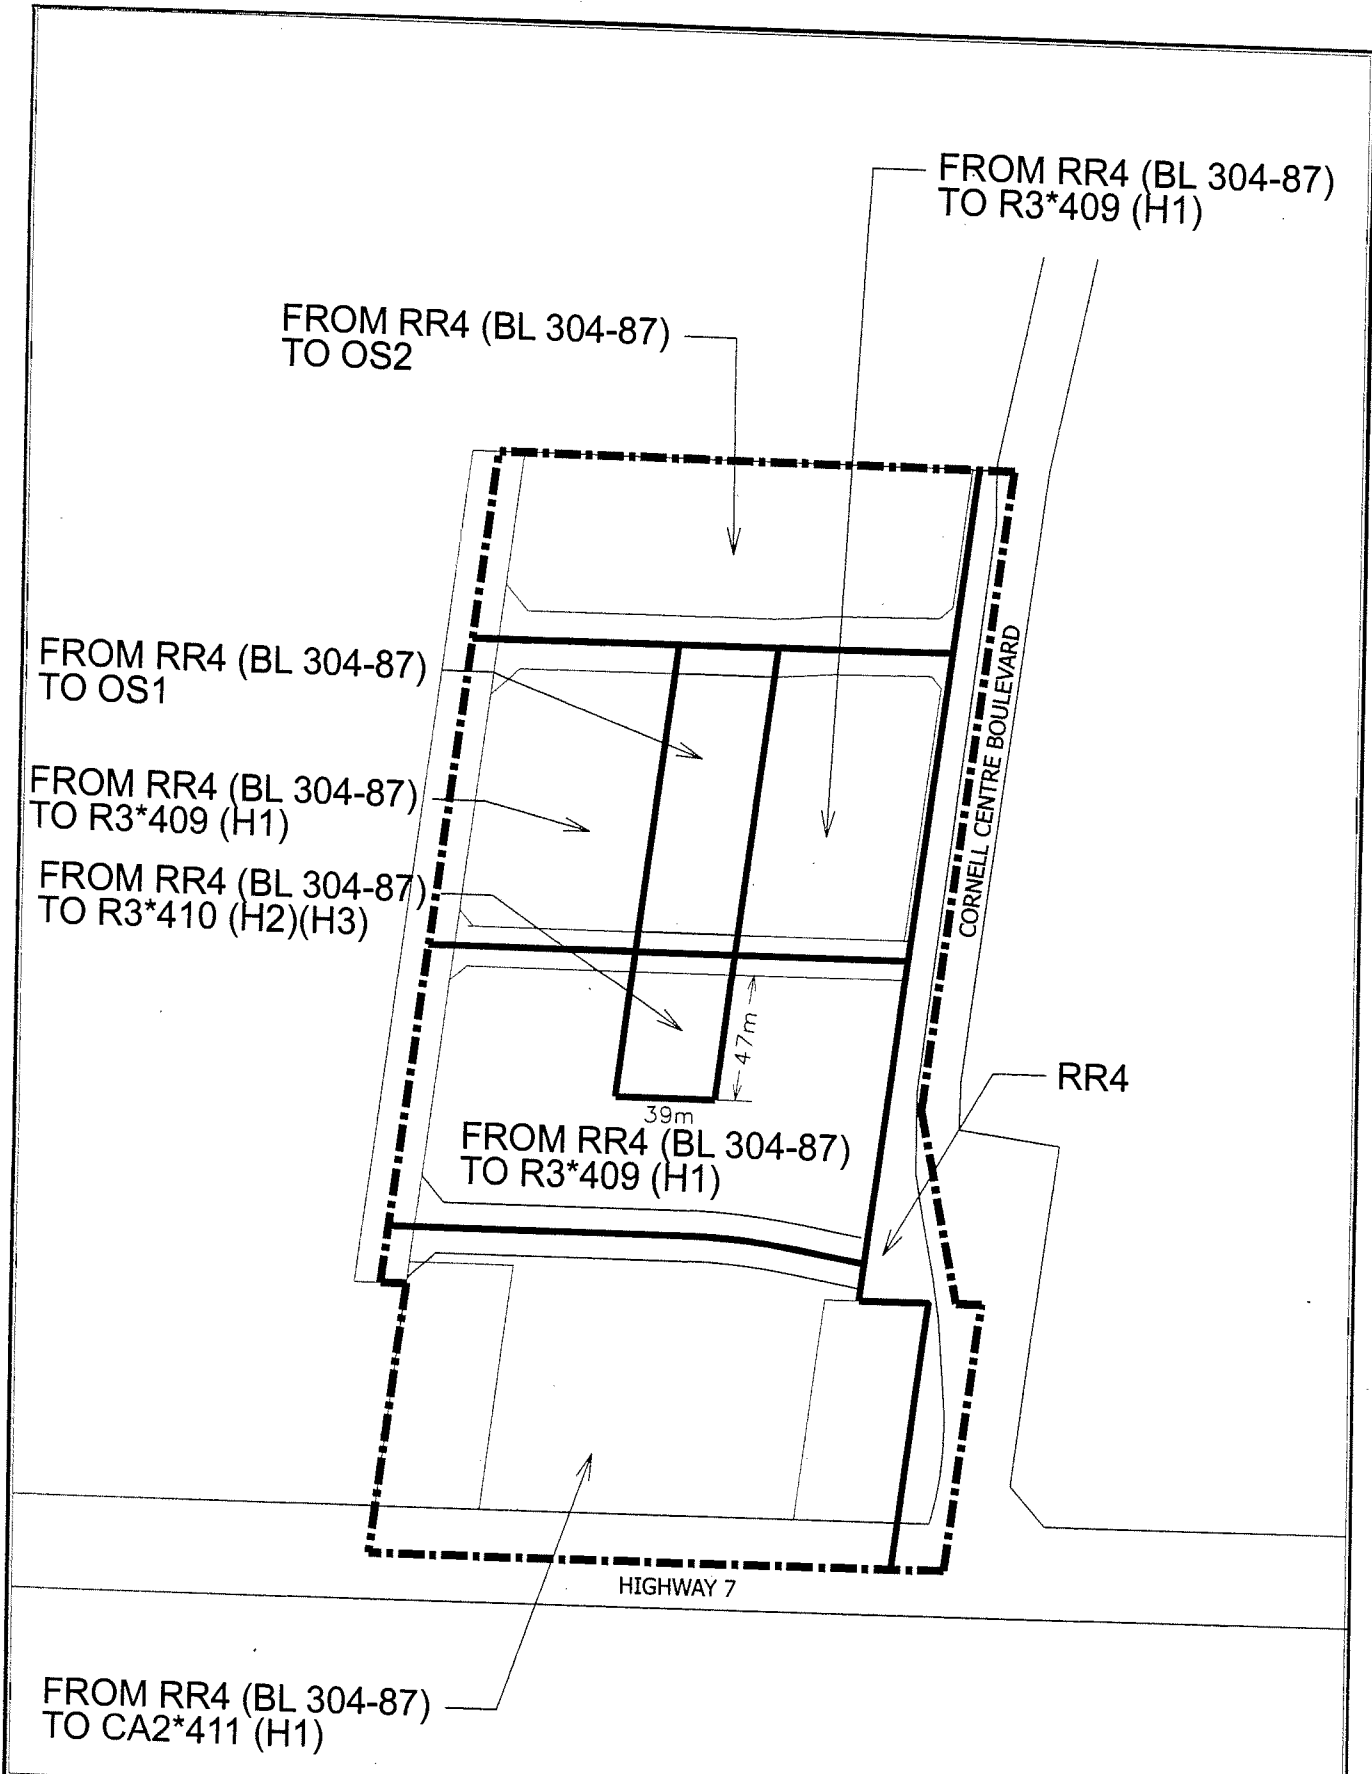 FROM RR4 (BL 304-87)
TO R3*409 (H1)
FROM RR4 (BL 304-87)
TO OS2
FROM RR4 (BL 304-87)
TO OS1
FROM RR4 (BL 304-87)
TO R3*409 (H1)
FROM RR4 (BL 304-87)
TO R3*410 (H2)(H3)
CORNELL CENTRE BOULEVARD
47m
39m
RR4
FROM RR4 (BL 304-87)
TO R3*409 (H1)
HIGHWAY 7
FROM RR4 (BL 304-87)
TO CA2*411 (H1)